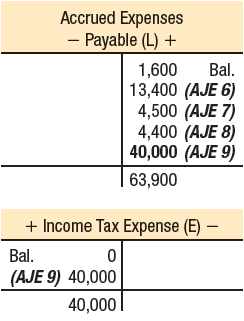 Accrued Expenses
− Payable (L) +
1,600 Bal.
13,400 (AJE 6)
4,500 (AJE 7)
4,400 (AJE 8)
40,000 (AJE 9)
63,900
+ Income Tax Expense (E) −
Bal. 0
(AJE 9) 40,000
40,000